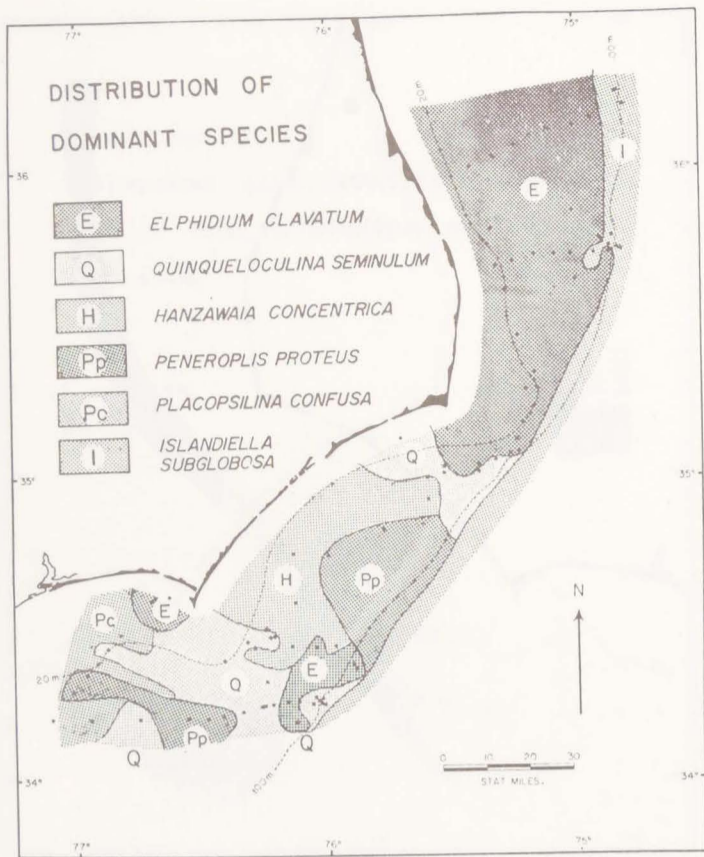 77°
76°
75°
DISTRIBUTION OF
DOMINANT SPECIES
E ELPHIDIUM CLAVATUM
Q QUINQUELOCULINA SEMINULUM
H HANZAWAIA CONCENTRICA
Pp PENEROPLIS PROTEUS
Pc PLACOPSILINA CONFUSA
I ISLANDIELLA
SUBGLOBOSA
36
36°
I
E
35°
35°
Q
H
Pp
N
E
Pc
E
20m
Q
Pp
Q
Q
100m
0 10 20 30
STAT MILES.
34°
34°
77°
76°
75°